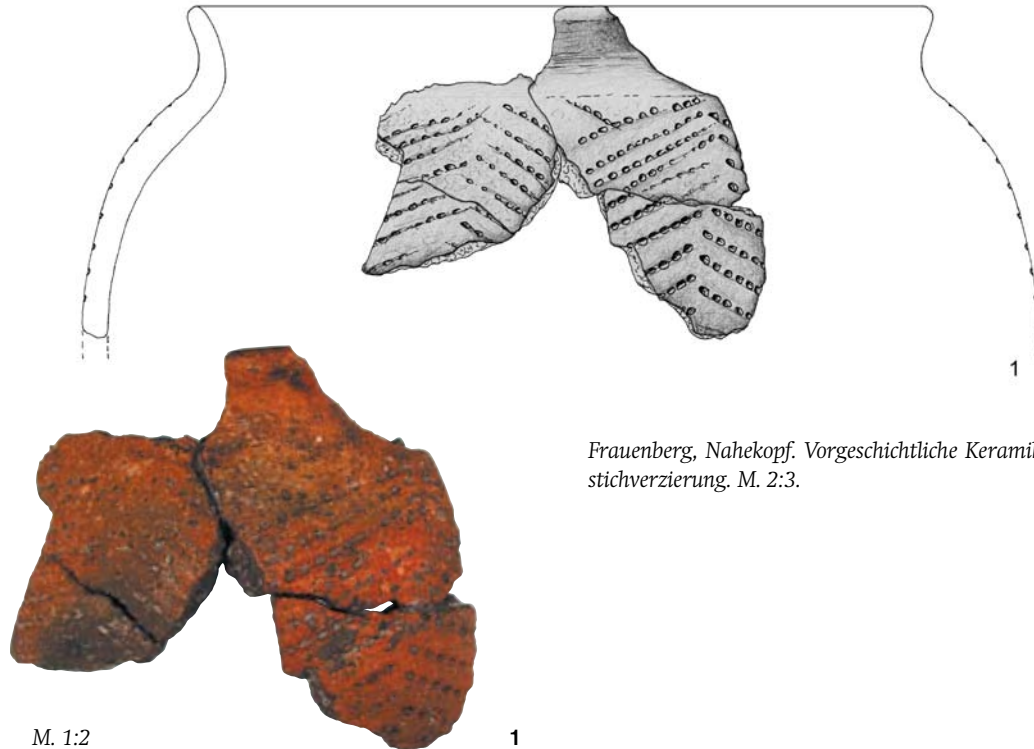 1
Frauenberg, Nahekopf. Vorgeschichtliche
stichverzierung. M. 2:3.
M. 1:2
1